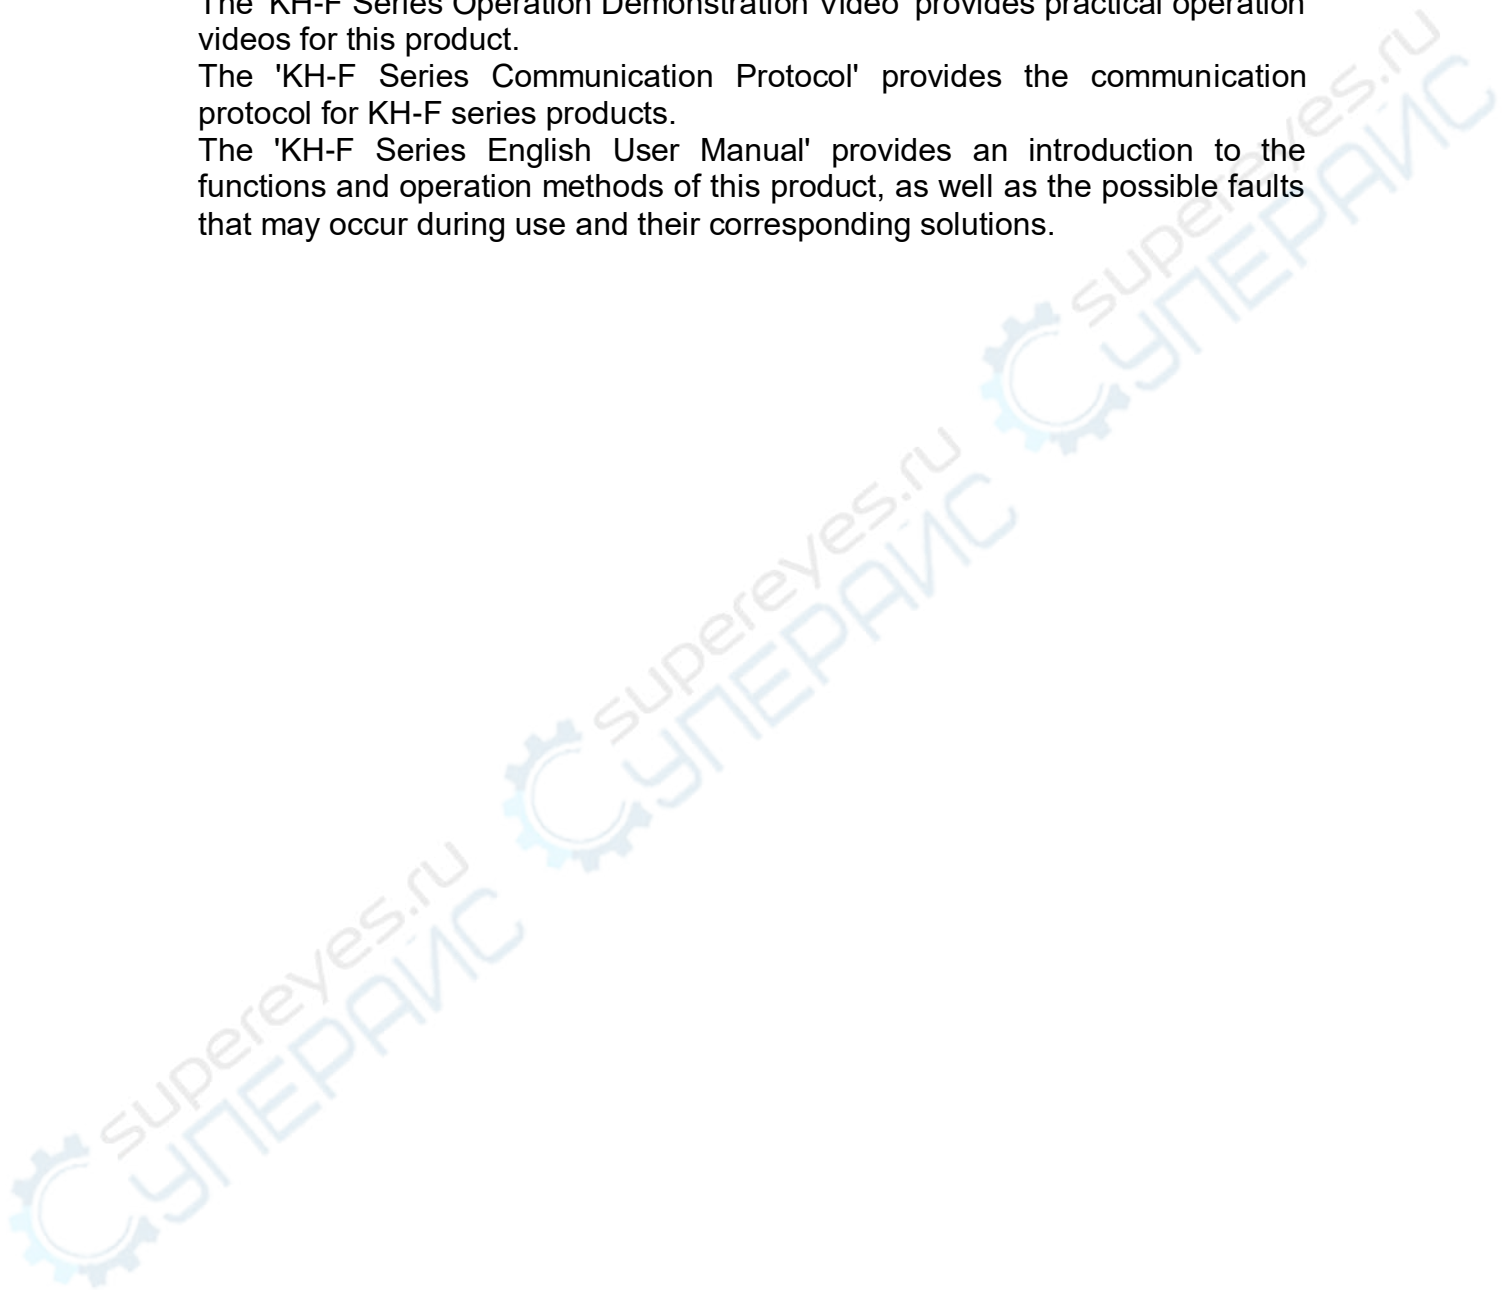 The 'KH-F Series Operation Demonstration Video' provides practical operation
videos for this product.
The 'KH-F Series Communication Protocol' provides the communication
protocol for KH-F series products.
The 'KH-F Series English User Manual' provides an introduction to the
functions and operation methods of this product, as well as the possible faults
that may occur during use and their corresponding solutions.
supereyes.ru
СУПЕРАЙС
supereyes.ru
СУПЕРАЙС
supereyes.ru
СУПЕРАЙС